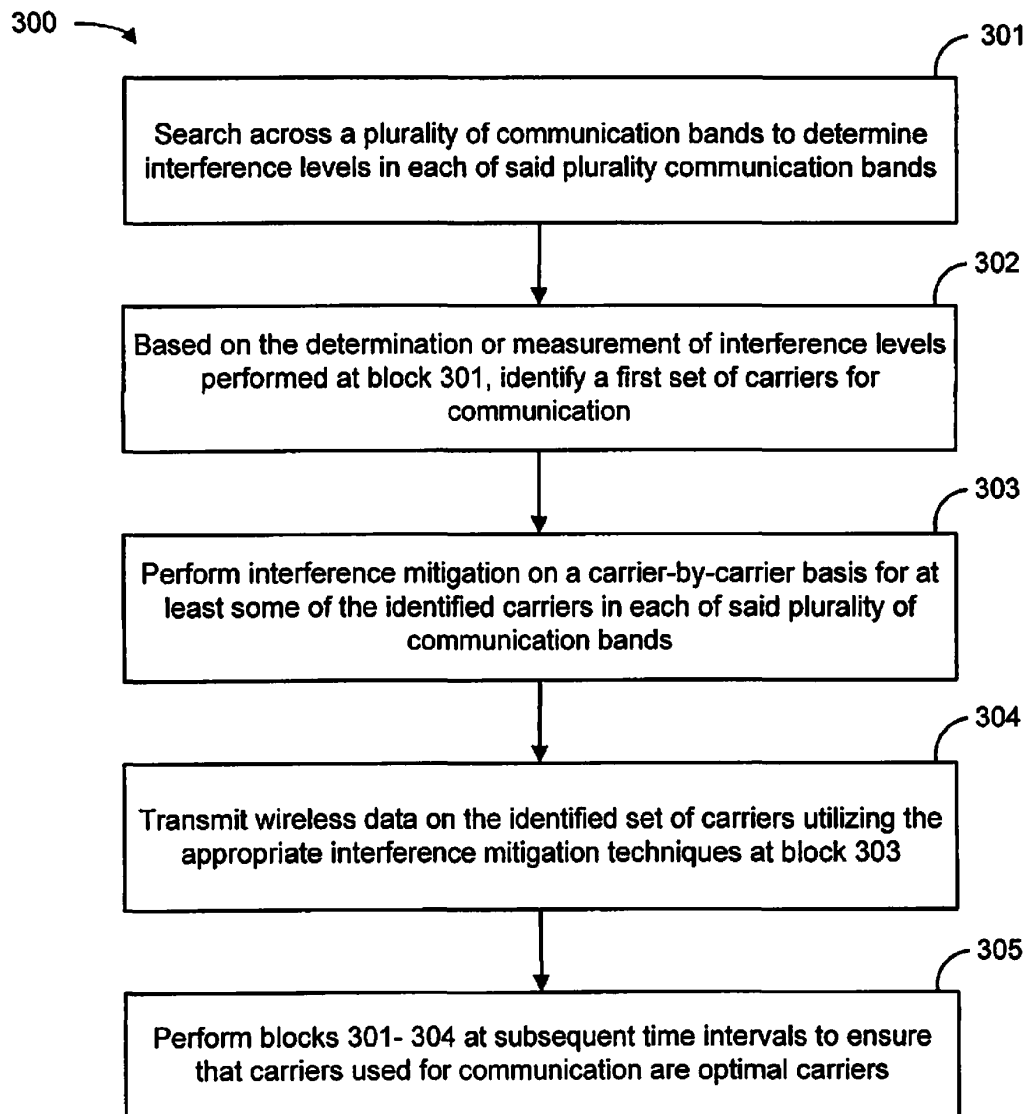 300
301
Search across a plurality of communication bands to determine
interference levels in each of said plurality communication bands
302
Based on the determination or measurement of interference levels
performed at block 301, identify a first set of carriers for
communication
303
Perform interference mitigation on a carrier-by-carrier basis for at
least some of the identified carriers in each of said plurality of
communication bands
304
Transmit wireless data on the identified set of carriers utilizing the
appropriate interference mitigation techniques at block 303
305
Perform blocks 301- 304 at subsequent time intervals to ensure
that carriers used for communication are optimal carriers